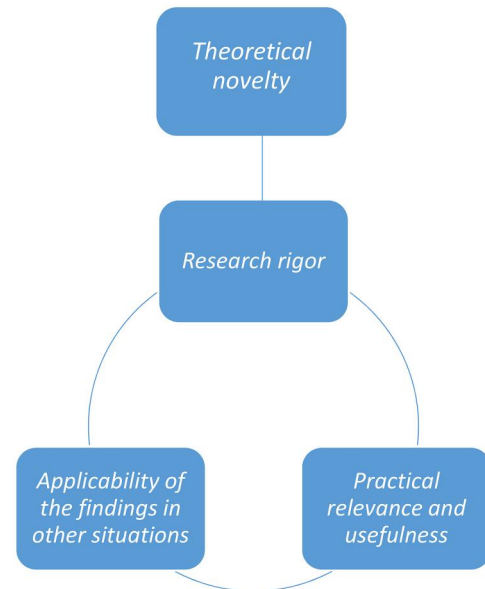 Theoretical
novelty
Research rigor
Applicability of
the findings in
other situations
Practical
relevance and
usefulness